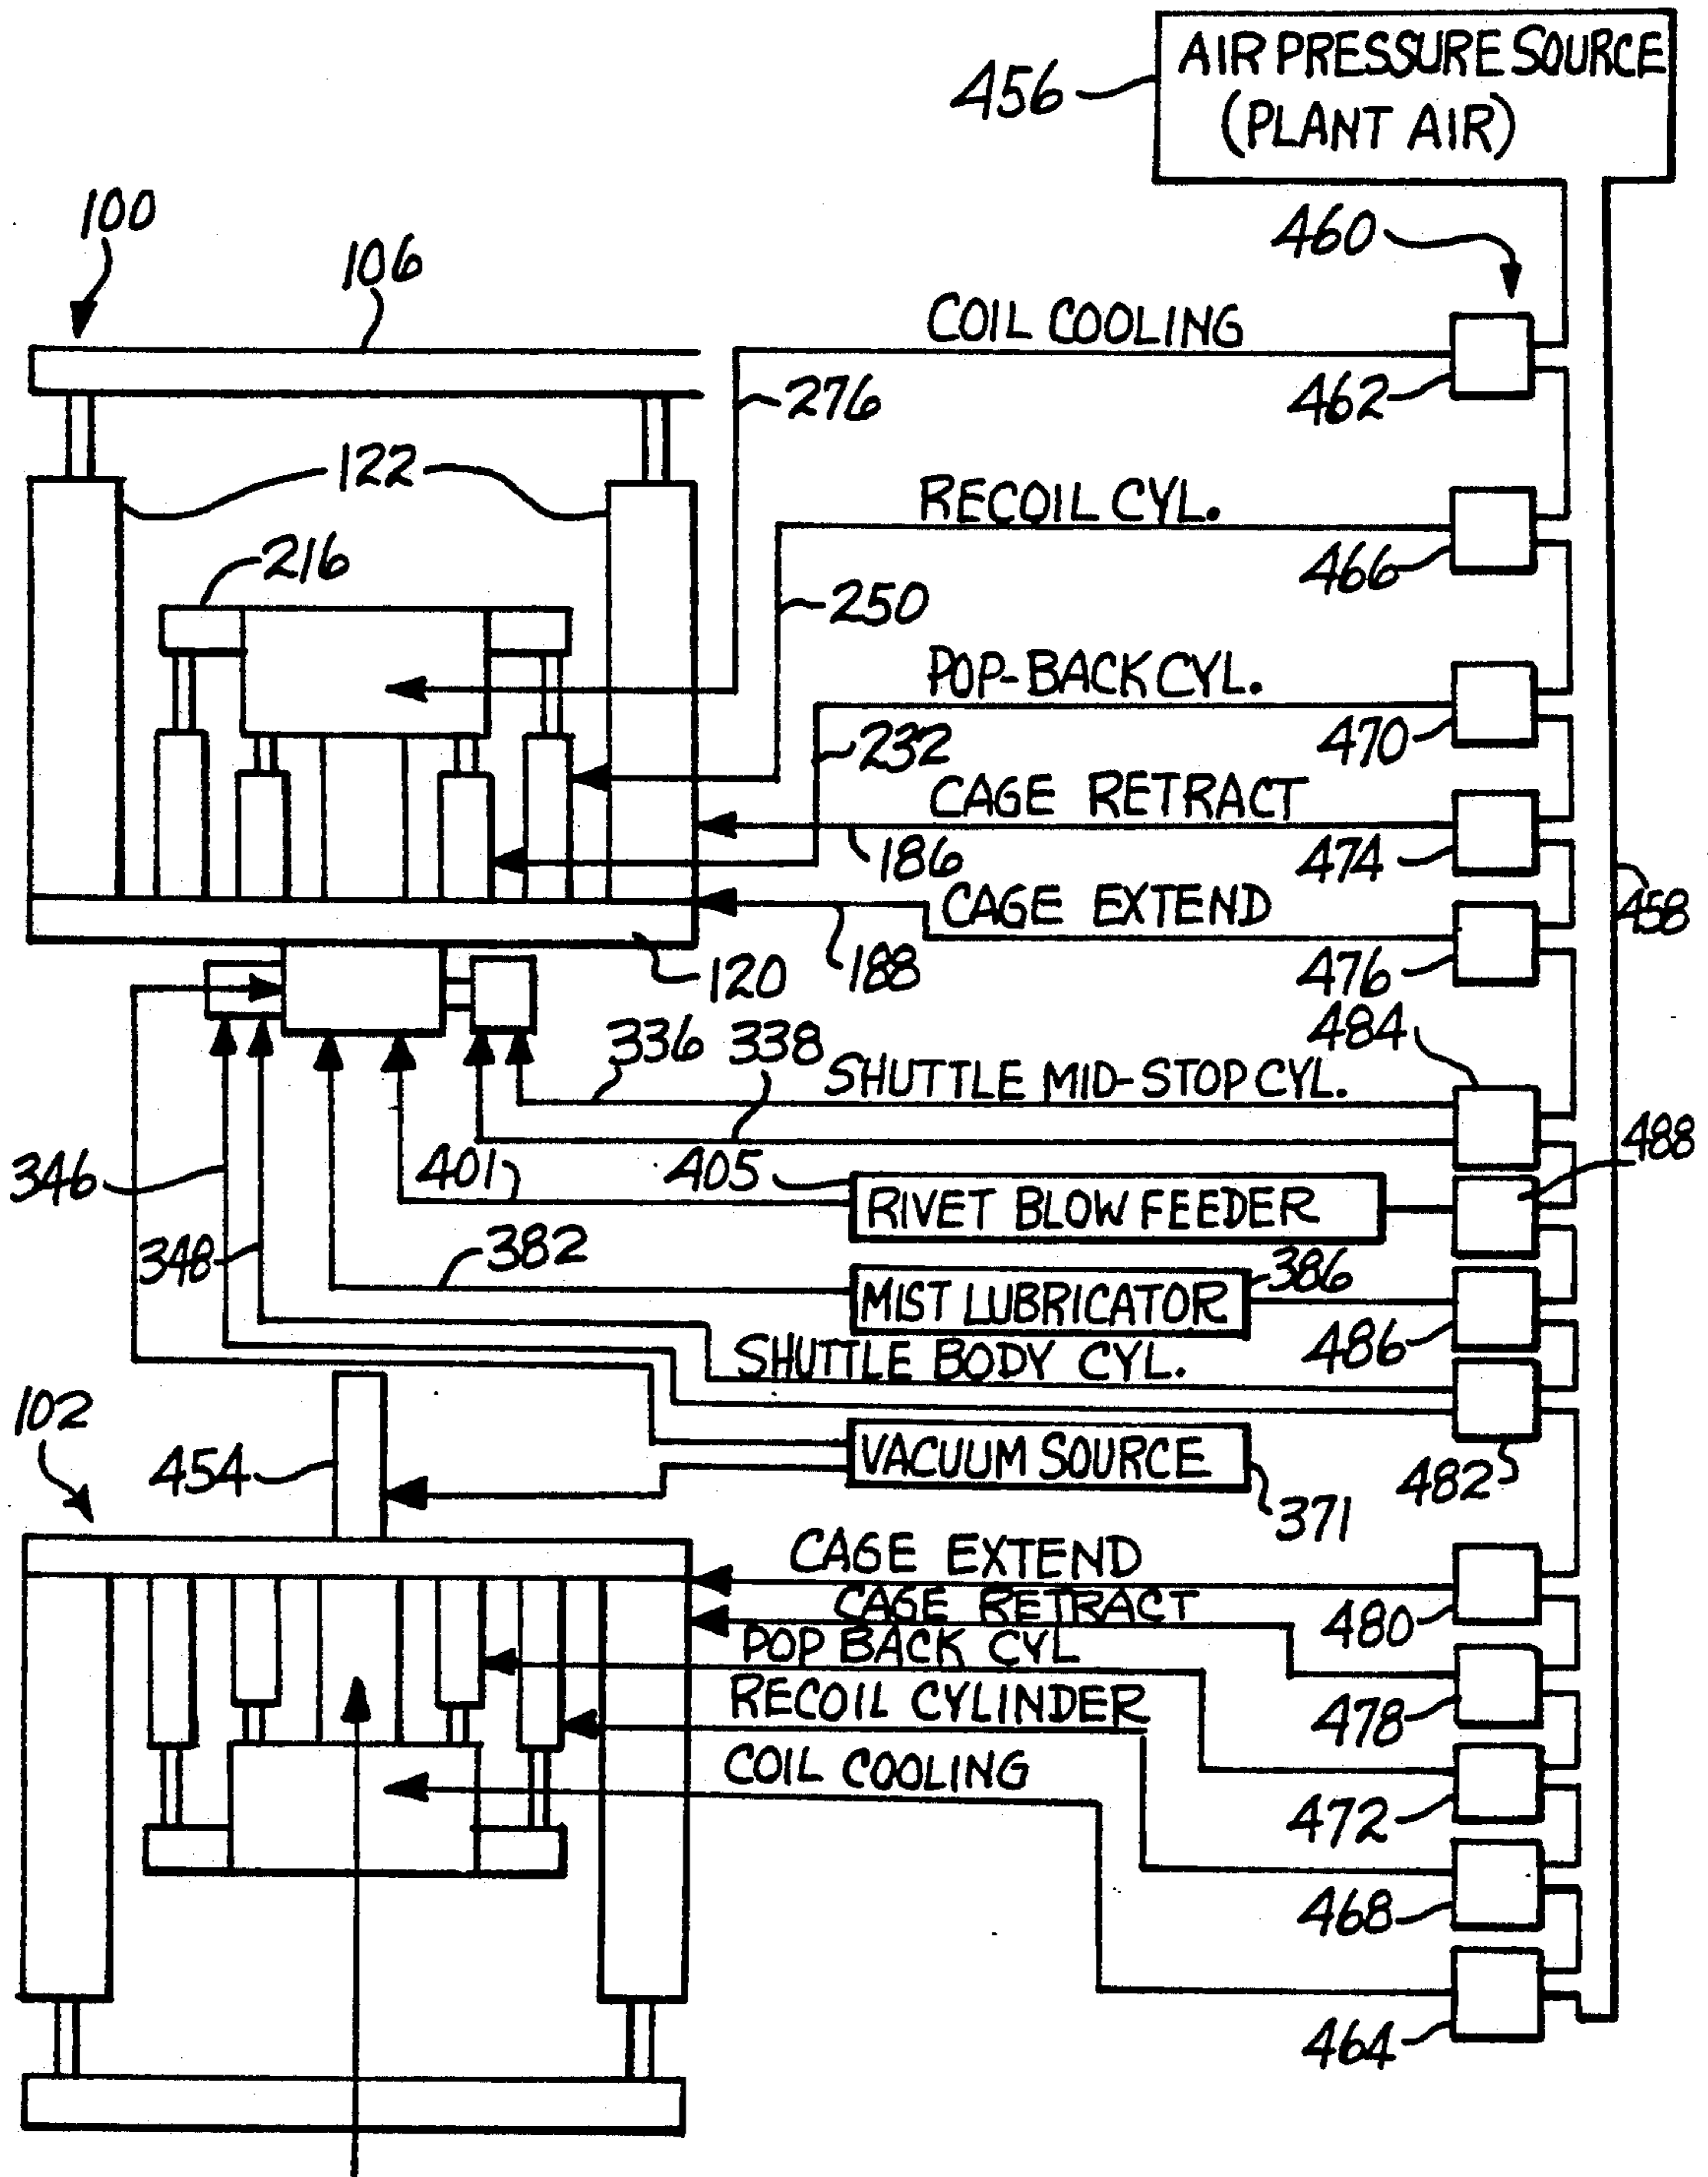 AIR PRESSURE SOURCE
(PLANT AIR)
456
100
106
460
COIL COOLING
276
462
122
RECOIL CYL.
466
216
250
POP-BACK CYL.
232
470
CAGE RETRACT
186
474
458
CAGE EXTEND
188
476
120
484
336
338
SHUTTLE MID-STOP CYL.
488
346
401
405
RIVET BLOW FEEDER
348
382
386
MIST LUBRICATOR
486
SHUTTLE BODY CYL.
102
454
VACUUM SOURCE
482
371
CAGE EXTEND
480
CAGE RETRACT
POP BACK CYL
478
RECOIL CYLINDER
COIL COOLING
472
468
464